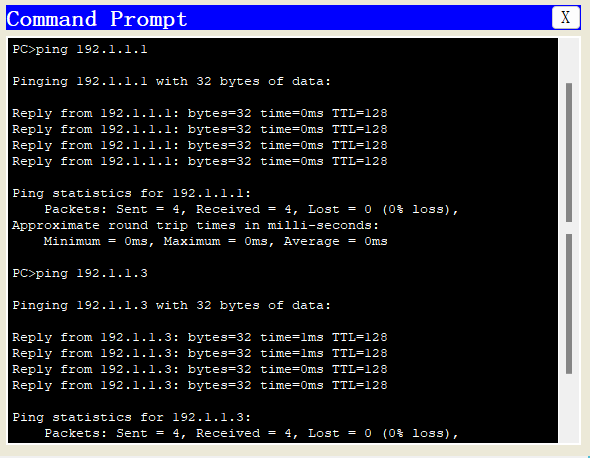 Command Prompt
X
PC>ping 192.1.1.1
Pinging 192.1.1.1 with 32 bytes of data:
Reply from 192.1.1.1: bytes=32 time=0ms TTL=128
Reply from 192.1.1.1: bytes=32 time=0ms TTL=128
Reply from 192.1.1.1: bytes=32 time=0ms TTL=128
Reply from 192.1.1.1: bytes=32 time=0ms TTL=128
Ping statistics for 192.1.1.1:
    Packets: Sent = 4, Received = 4, Lost = 0 (0% loss),
Approximate round trip times in milli-seconds:
    Minimum = 0ms, Maximum = 0ms, Average = 0ms
PC>ping 192.1.1.3
Pinging 192.1.1.3 with 32 bytes of data:
Reply from 192.1.1.3: bytes=32 time=1ms TTL=128
Reply from 192.1.1.3: bytes=32 time=1ms TTL=128
Reply from 192.1.1.3: bytes=32 time=0ms TTL=128
Reply from 192.1.1.3: bytes=32 time=0ms TTL=128
Ping statistics for 192.1.1.3:
    Packets: Sent = 4, Received = 4, Lost = 0 (0% loss),